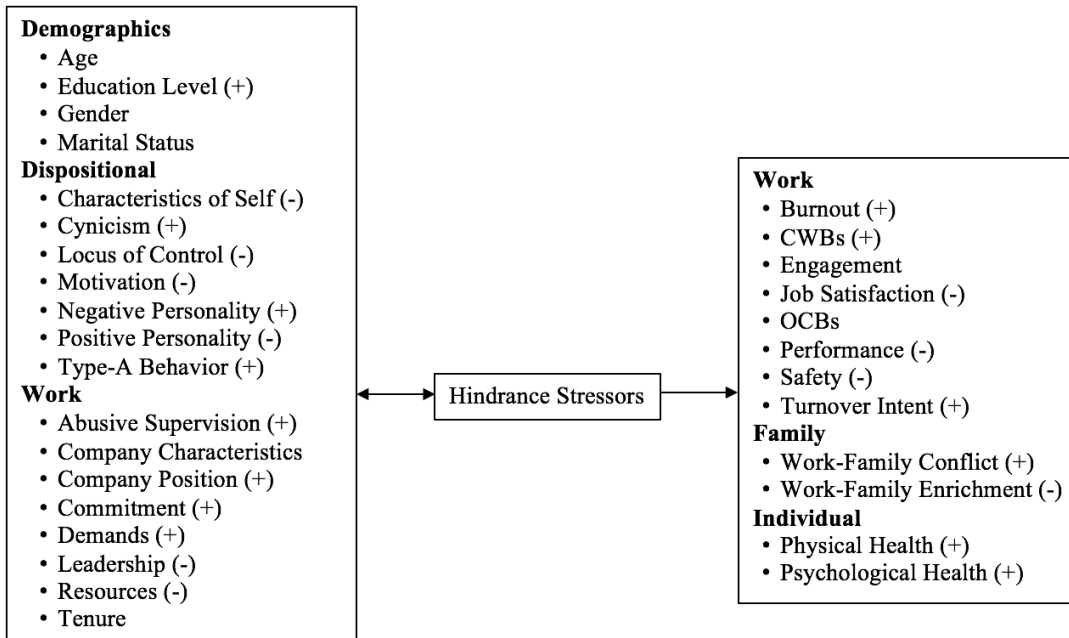 Demographics
• Age
• Education Level (+)
• Gender
• Marital Status
Dispositional
• Characteristics of Self (-)
• Cynicism (+)
• Locus of Control (-)
• Motivation (-)
• Negative Personality (+)
• Positive Personality (-)
• Type-A Behavior (+)
Work
• Abusive Supervision (+)
• Company Characteristics
• Company Position (+)
• Commitment (+)
• Demands (+)
• Leadership (-)
• Resources (-)
• Tenure
Hindrance Stressors
Work
• Burnout (+)
• CWBs (+)
• Engagement
• Job Satisfaction (-)
• OCBs
• Performance (-)
• Safety (-)
• Turnover Intent (+)
Family
• Work-Family Conflict (+)
• Work-Family Enrichment (-)
Individual
• Physical Health (+)
• Psychological Health (+)